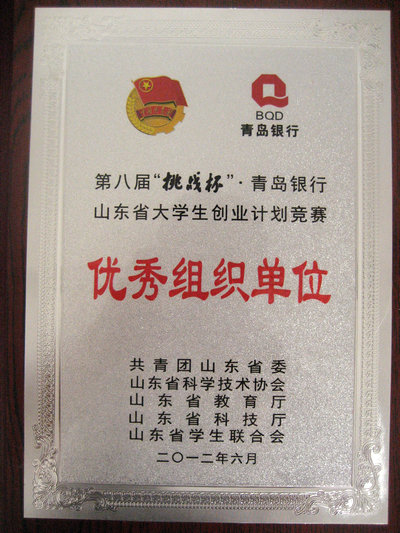 BQD
青岛银行
第八届“挑战杯”·青岛银行
山东省大学生创业计划竞赛
优秀组织单位
共青团山东省委
山东省科学技术协会
山东省教育厅
山东省科技厅
山东省学生联合会
二〇一二年六月